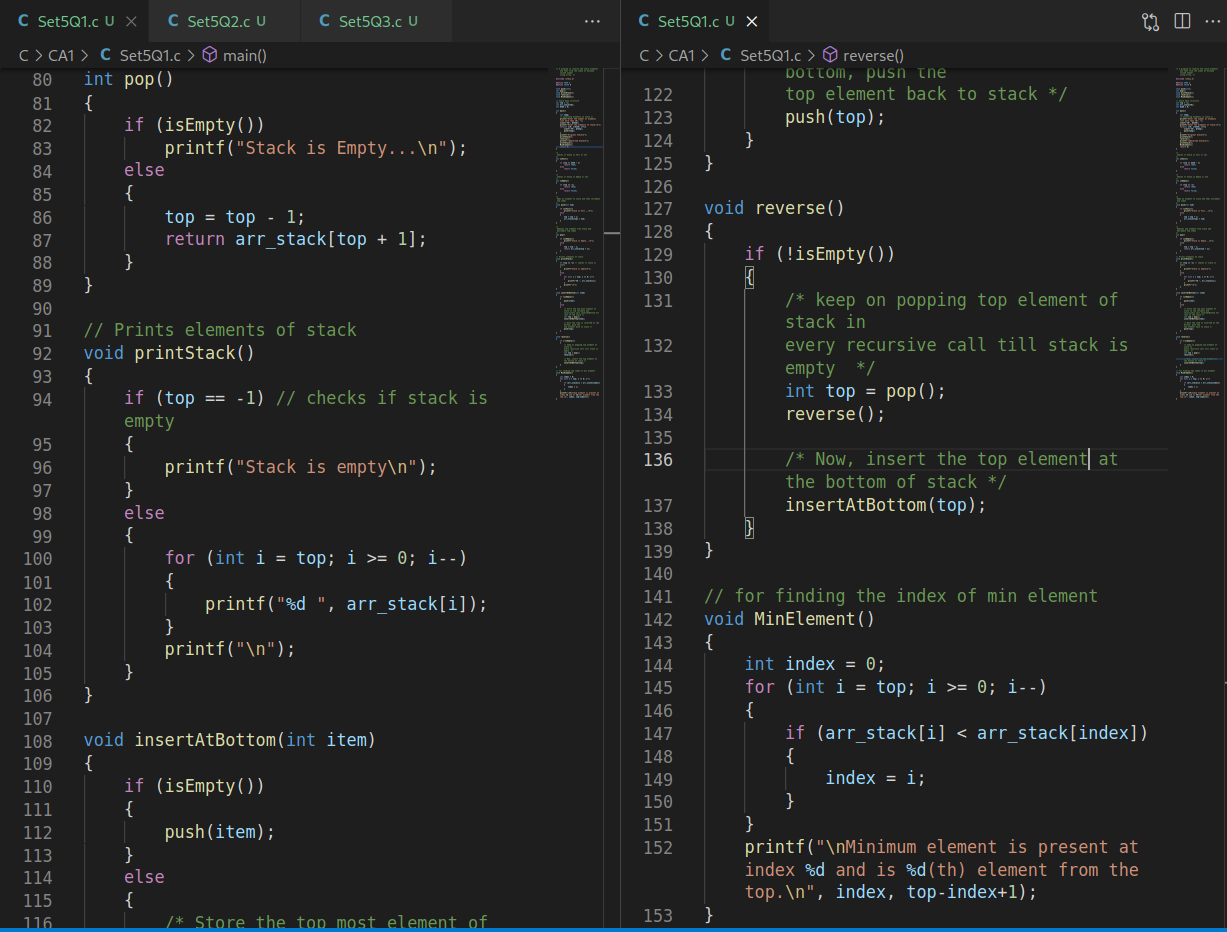 C Set5Q1.c U × C Set5Q2.c U C Set5Q3.c U ···
C > CA1 > C Set5Q1.c > main()
80 int pop()
81 {
82 if (isEmpty())
83 printf("Stack is Empty...\n");
84 else
85 {
86 top = top - 1;
87 return arr_stack[top + 1];
88 }
89 }
90
91 // Prints elements of stack
92 void printStack()
93 {
94 if (top == -1) // checks if stack is
empty
95 {
96 printf("Stack is empty\n");
97 }
98 else
99 {
100 for (int i = top; i >= 0; i--)
101 {
102 printf("%d ", arr_stack[i]);
103 }
104 printf("\n");
105 }
106 }
107
108 void insertAtBottom(int item)
109 {
110 if (isEmpty())
111 {
112 push(item);
113 }
114 else
115 {
116 /* Store the top most element of
C Set5Q1.c U × ···
C > CA1 > C Set5Q1.c > reverse()
bottom, push the
122 top element back to stack */
123 push(top);
124 }
125 }
126
127 void reverse()
128 {
129 if (!isEmpty())
130 {
131 /* keep on popping top element of
stack in
132 every recursive call till stack is
empty  */
133 int top = pop();
134 reverse();
135
136 /* Now, insert the top element at
the bottom of stack */
137 insertAtBottom(top);
138 }
139 }
140
141 // for finding the index of min element
142 void MinElement()
143 {
144 int index = 0;
145 for (int i = top; i >= 0; i--)
146 {
147 if (arr_stack[i] < arr_stack[index])
148 {
149 index = i;
150 }
151 }
152 printf("\nMinimum element is present at
index %d and is %d(th) element from the
top.\n", index, top-index+1);
153 }